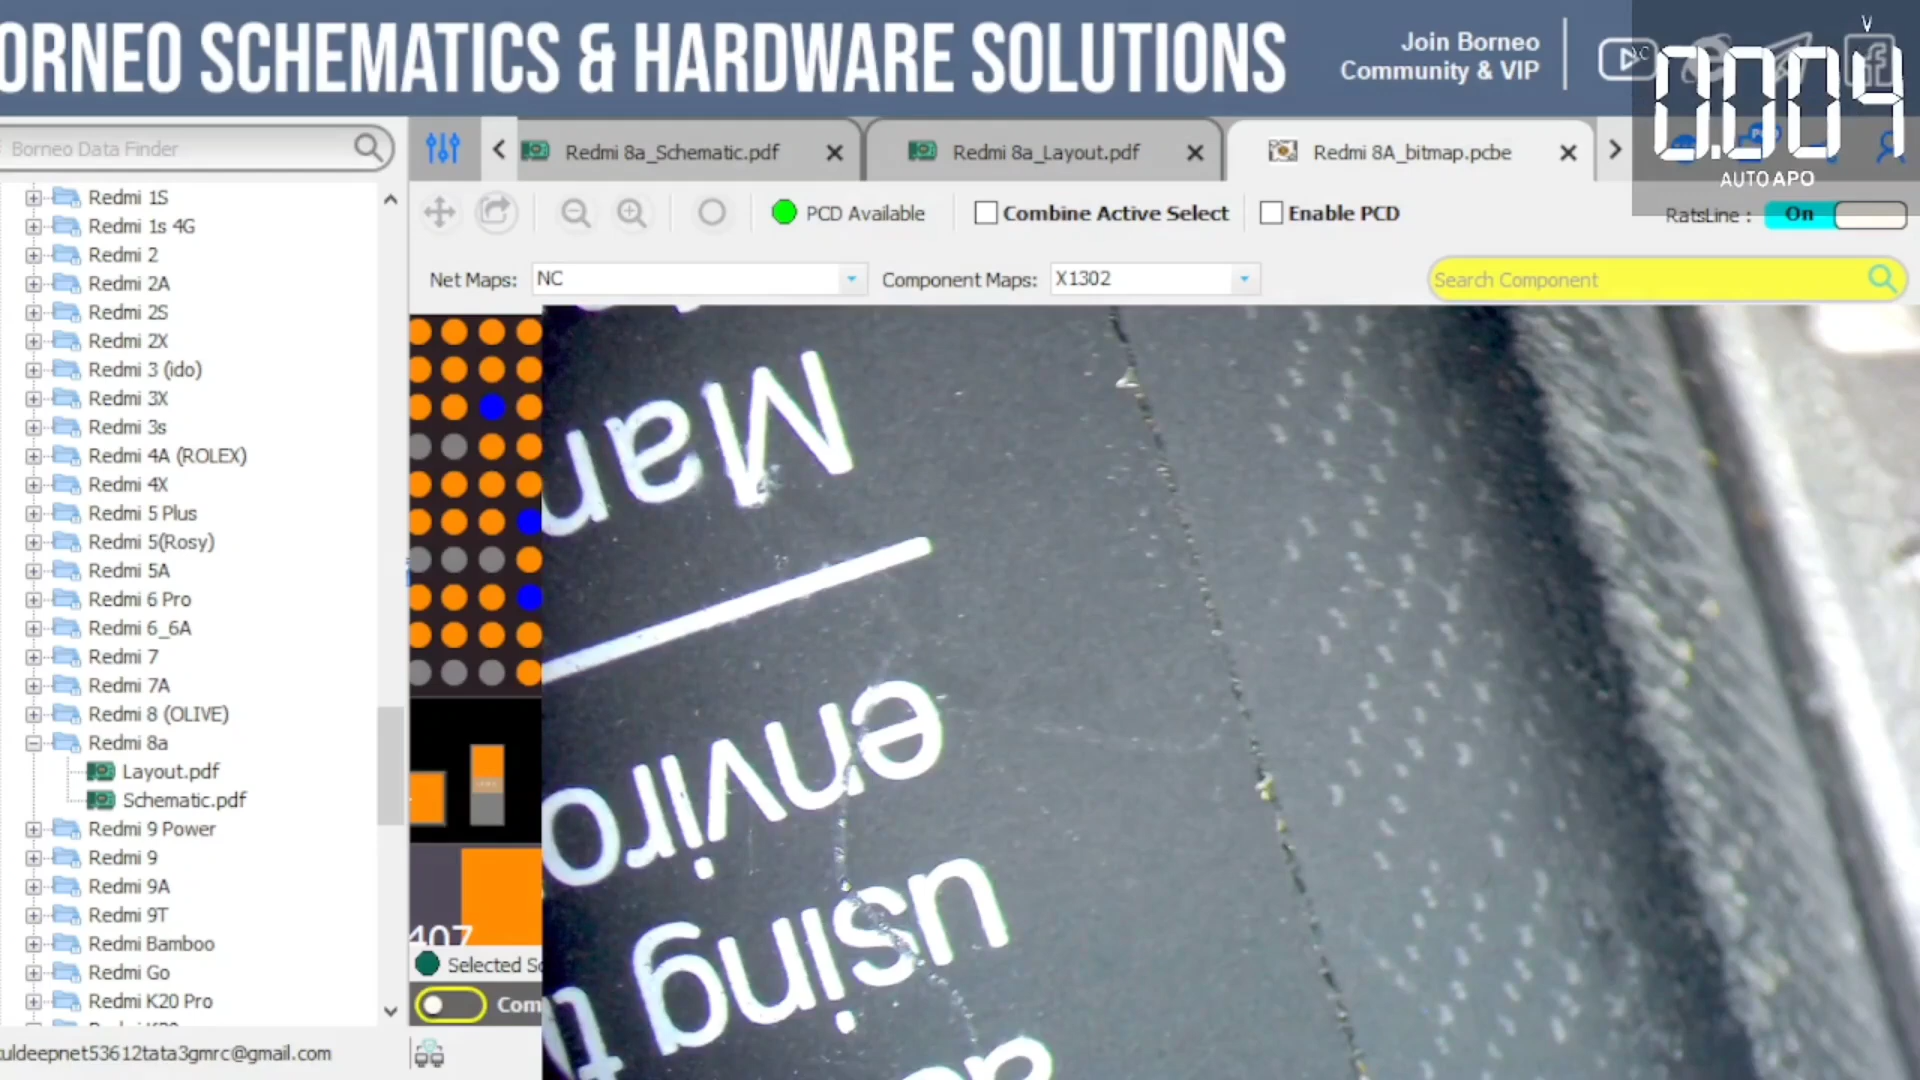 ORNEO SCHEMATICS & HARDWARE SOLUTIONS
Join Borneo
Community & VIP
V
0.004
AUTO APO
Borneo Data Finder
Redmi 8a_Schematic.pdf
Redmi 8a_Layout.pdf
Redmi 8A_bitmap.pcbe
PCD Available
Combine Active Select
Enable PCD
RatsLine :
On
Net Maps:
NC
Component Maps:
X1302
Search Component
Redmi 1S
Redmi 1s 4G
Redmi 2
Redmi 2A
Redmi 2S
Redmi 2X
Redmi 3 (ido)
Redmi 3X
Redmi 3s
Redmi 4A (ROLEX)
Redmi 4X
Redmi 5 Plus
Redmi 5(Rosy)
Redmi 5A
Redmi 6 Pro
Redmi 6_6A
Redmi 7
Redmi 7A
Redmi 8 (OLIVE)
Redmi 8a
Layout.pdf
Schematic.pdf
Redmi 9 Power
Redmi 9
Redmi 9A
Redmi 9T
Redmi Bamboo
Redmi Go
Redmi K20 Pro
uldeepnet53612tata3gmrc@gmail.com
407
Selected Sc
Com
Mar
enviro
using t